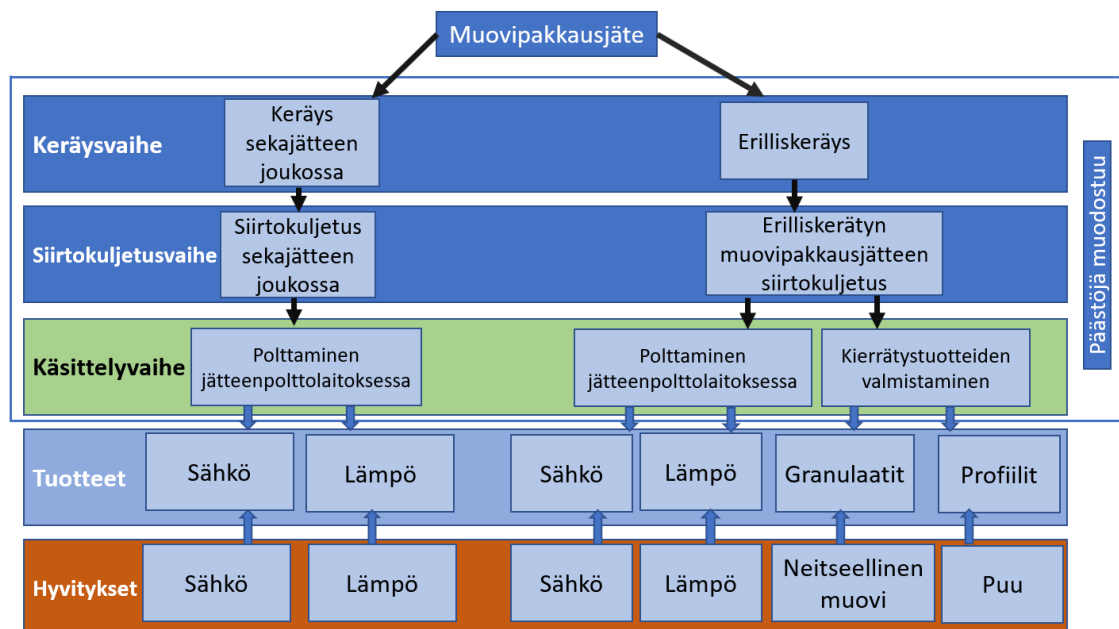 Muovipakkausjäte
Keräysvaihe
Keräys
sekajätteen
joukossa
Erilliskeräys
Siirtokuljetusvaihe
Siirtokuljetus
sekajätteen
joukossa
Erilliskerätyn
muovipakkausjätteen
siirtokuljetus
Käsittelyvaihe
Polttaminen
jätteenpolttolaitoksessa
Polttaminen
jätteenpolttolaitoksessa
Kierrätystuotteiden
valmistaminen
Päästöjä muodostuu
Tuotteet
Sähkö
Lämpö
Sähkö
Lämpö
Granulaatit
Profiilit
Hyvitykset
Sähkö
Lämpö
Sähkö
Lämpö
Neitseellinen
muovi
Puu